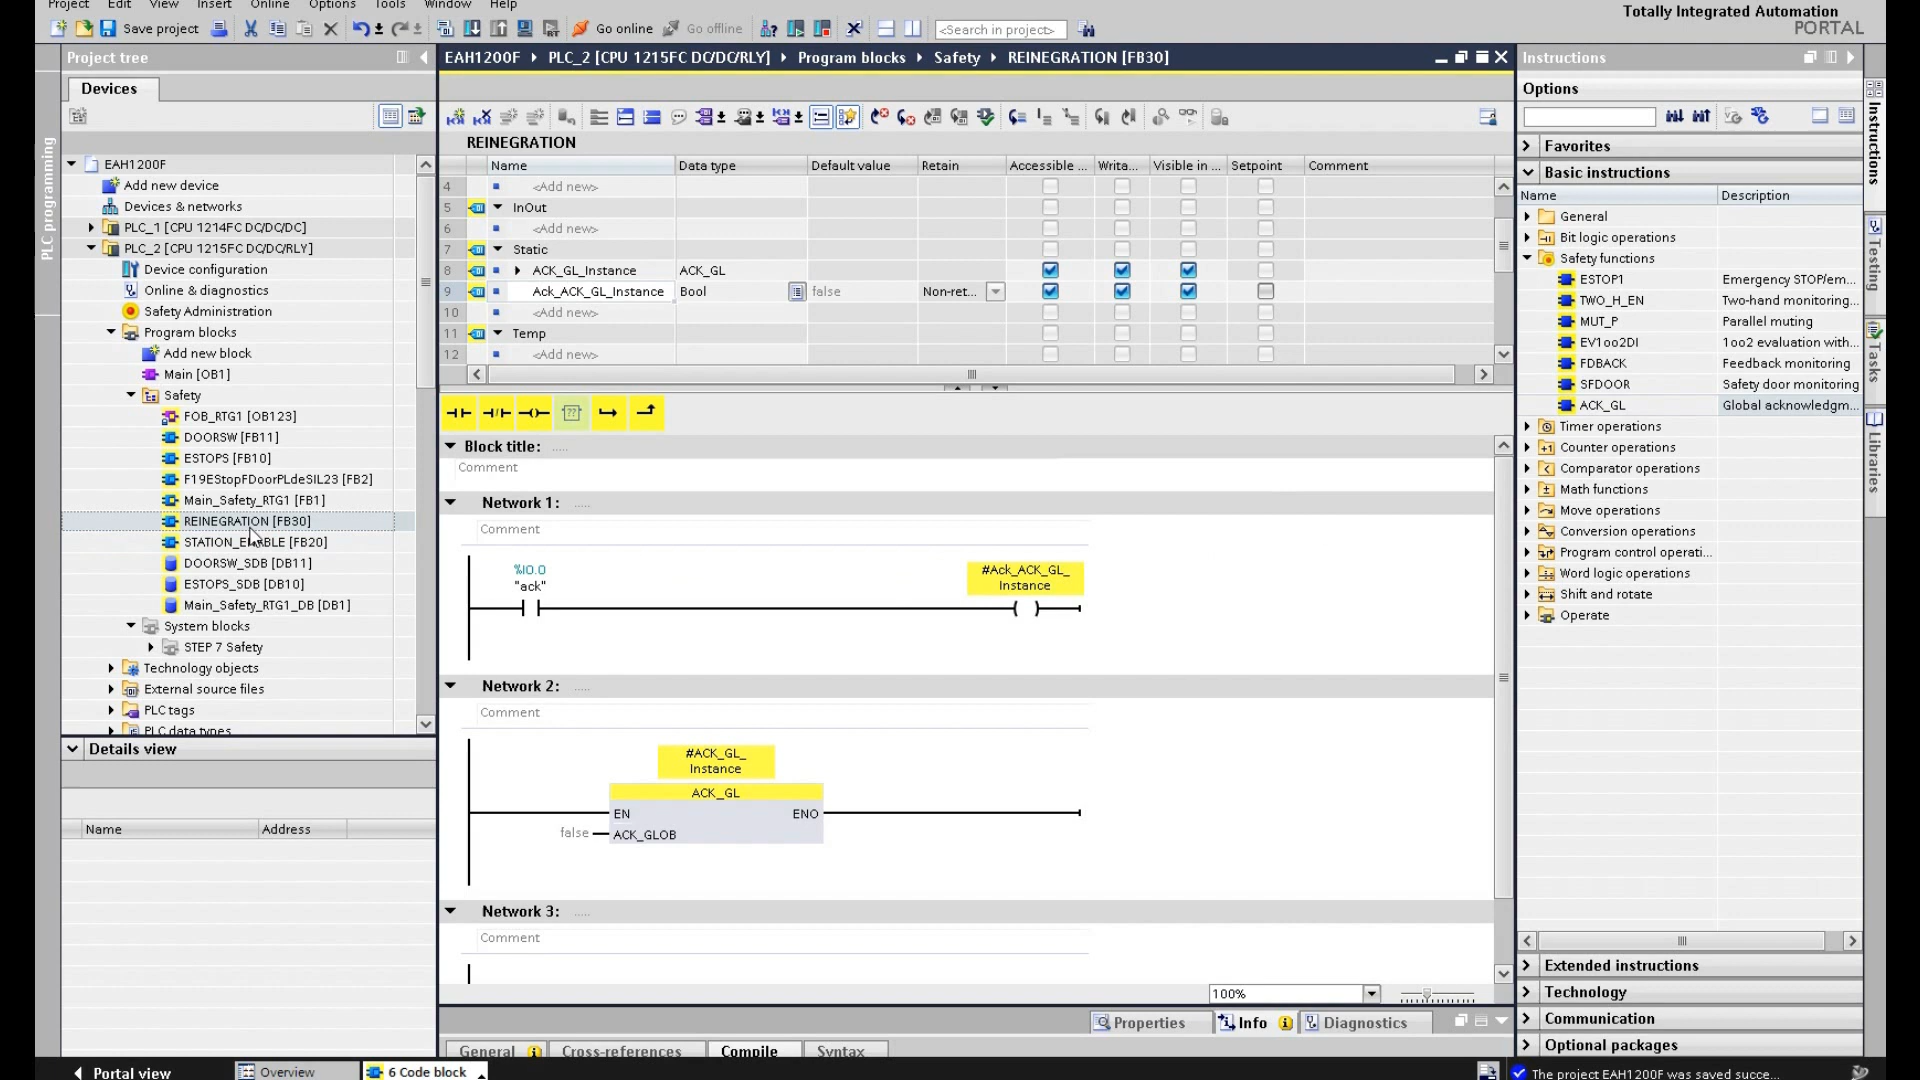 Project Edit View Insert Online Options Tools Window Help
Totally Integrated Automation
PORTAL
Save project Go online Go offline <Search in project>
Project tree
EAH1200F PLC_2 [CPU 1215FC DC/DC/RLY] Program blocks Safety REINEGRATION [FB30]
Instructions
Devices
Options
PLC programming
REINEGRATION
Name Data type Default value Retain Accessible ... Writa... Visible in ... Setpoint Comment
4 <Add new>
5 InOut
6 <Add new>
7 Static
8 ACK_GL_Instance ACK_GL
9 Ack_ACK_GL_Instance Bool false Non-ret...
10 <Add new>
11 Temp
12 <Add new>
EAH1200F
Add new device
Devices & networks
PLC_1 [CPU 1214FC DC/DC/DC]
PLC_2 [CPU 1215FC DC/DC/RLY]
Device configuration
Online & diagnostics
Safety Administration
Program blocks
Add new block
Main [OB1]
Safety
FOB_RTG1 [OB123]
DOORSW [FB11]
ESTOPS [FB10]
F19EStopFDoorPLdeSIL23 [FB2]
Main_Safety_RTG1 [FB1]
REINEGRATION [FB30]
STATION_E BLE [FB20]
DOORSW_SDB [DB11]
ESTOPS_SDB [DB10]
Main_Safety_RTG1_DB [DB1]
System blocks
STEP 7 Safety
Technology objects
External source files
PLC tags
PLC data types
Details view
Name Address
Block title: .....
Comment
Network 1: .....
Comment
%I0.0
"ack"
#Ack_ACK_GL_
Instance
Network 2: .....
Comment
#ACK_GL_
Instance
ACK_GL
EN ENO
false ACK_GLOB
Network 3: .....
Comment
100%
Properties Info Diagnostics
General Cross-references Compile Syntax
Favorites
Basic instructions
Name Description
General
Bit logic operations
Safety functions
ESTOP1 Emergency STOP/em...
TWO_H_EN Two-hand monitoring...
MUT_P Parallel muting
EV1oo2DI 1oo2 evaluation with...
FDBACK Feedback monitoring
SFDOOR Safety door monitoring
ACK_GL Global acknowledgm...
Timer operations
Counter operations
Comparator operations
Math functions
Move operations
Conversion operations
Program control operati...
Word logic operations
Shift and rotate
Operate
Extended instructions
Technology
Communication
Optional packages
Instructions
Testing
Tasks
Libraries
Portal view Overview 6 Code block The project EAH1200F was saved succe...